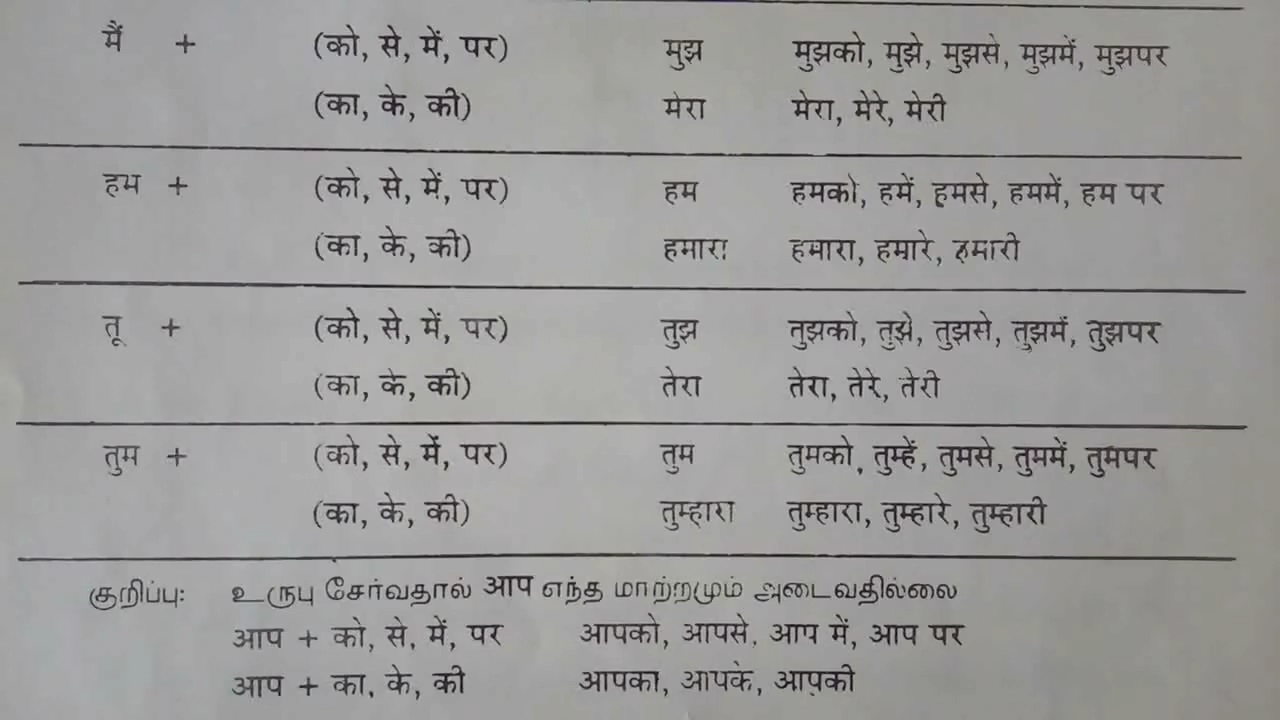 मैं + (को, से, में, पर) मुझ मुझको, मुझे, मुझसे, मुझमें, मुझपर
(का, के, की) मेरा मेरा, मेरे, मेरी
हम + (को, से, में, पर) हम हमको, हमें, हमसे, हममें, हम पर
(का, के, की) हमारा हमारा, हमारे, हमारी
तू + (को, से, में, पर) तुझ तुझको, तुझे, तुझसे, तुझमें, तुझपर
(का, के, की) तेरा तेरा, तेरे, तेरी
तुम + (को, से, में, पर) तुम तुमको, तुम्हें, तुमसे, तुममें, तुमपर
(का, के, की) तुम्हारा तुम्हारा, तुम्हारे, तुम्हारी
குறிப்பு: உருபு சேர்வதால் आप எந்த மாற்றமும் அடைவதில்லை
आप + को, से, में, पर आपको, आपसे, आप में, आप पर
आप + का, के, की आपका, आपके, आपकी